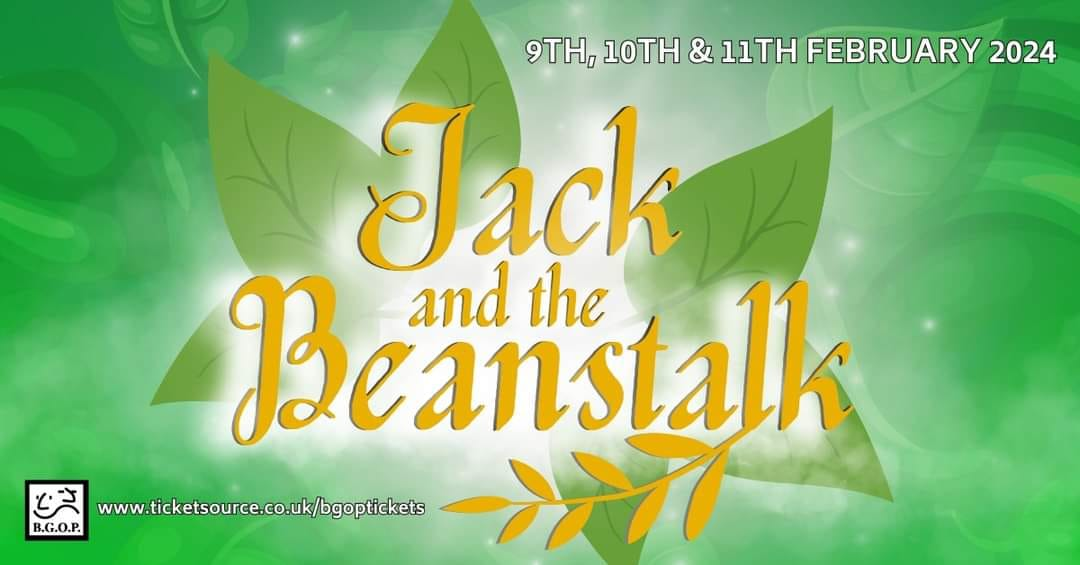 9TH, 10TH & 11TH FEBRUARY 2024
Jack
and the
Beanstalk
B.G.O.P.
www.ticketsource.co.uk/bgoptickets